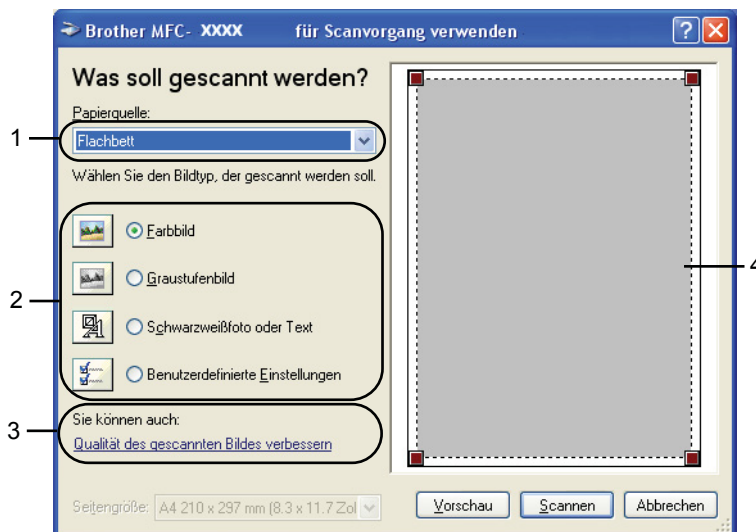 Brother MFC- XXXX für Scanvorgang verwenden
Was soll gescannt werden?
Papierquelle:
1
Flachbett
Wählen Sie den Bildtyp, der gescannt werden soll.
2
Farbbild
Graustufenbild
Schwarzweißfoto oder Text
Benutzerdefinierte Einstellungen
3
Sie können auch:
Qualität des gescannten Bildes verbessern
Seitengröße: A4 210 x 297 mm (8.3 x 11.7 Zol
4
Vorschau
Scannen
Abbrechen